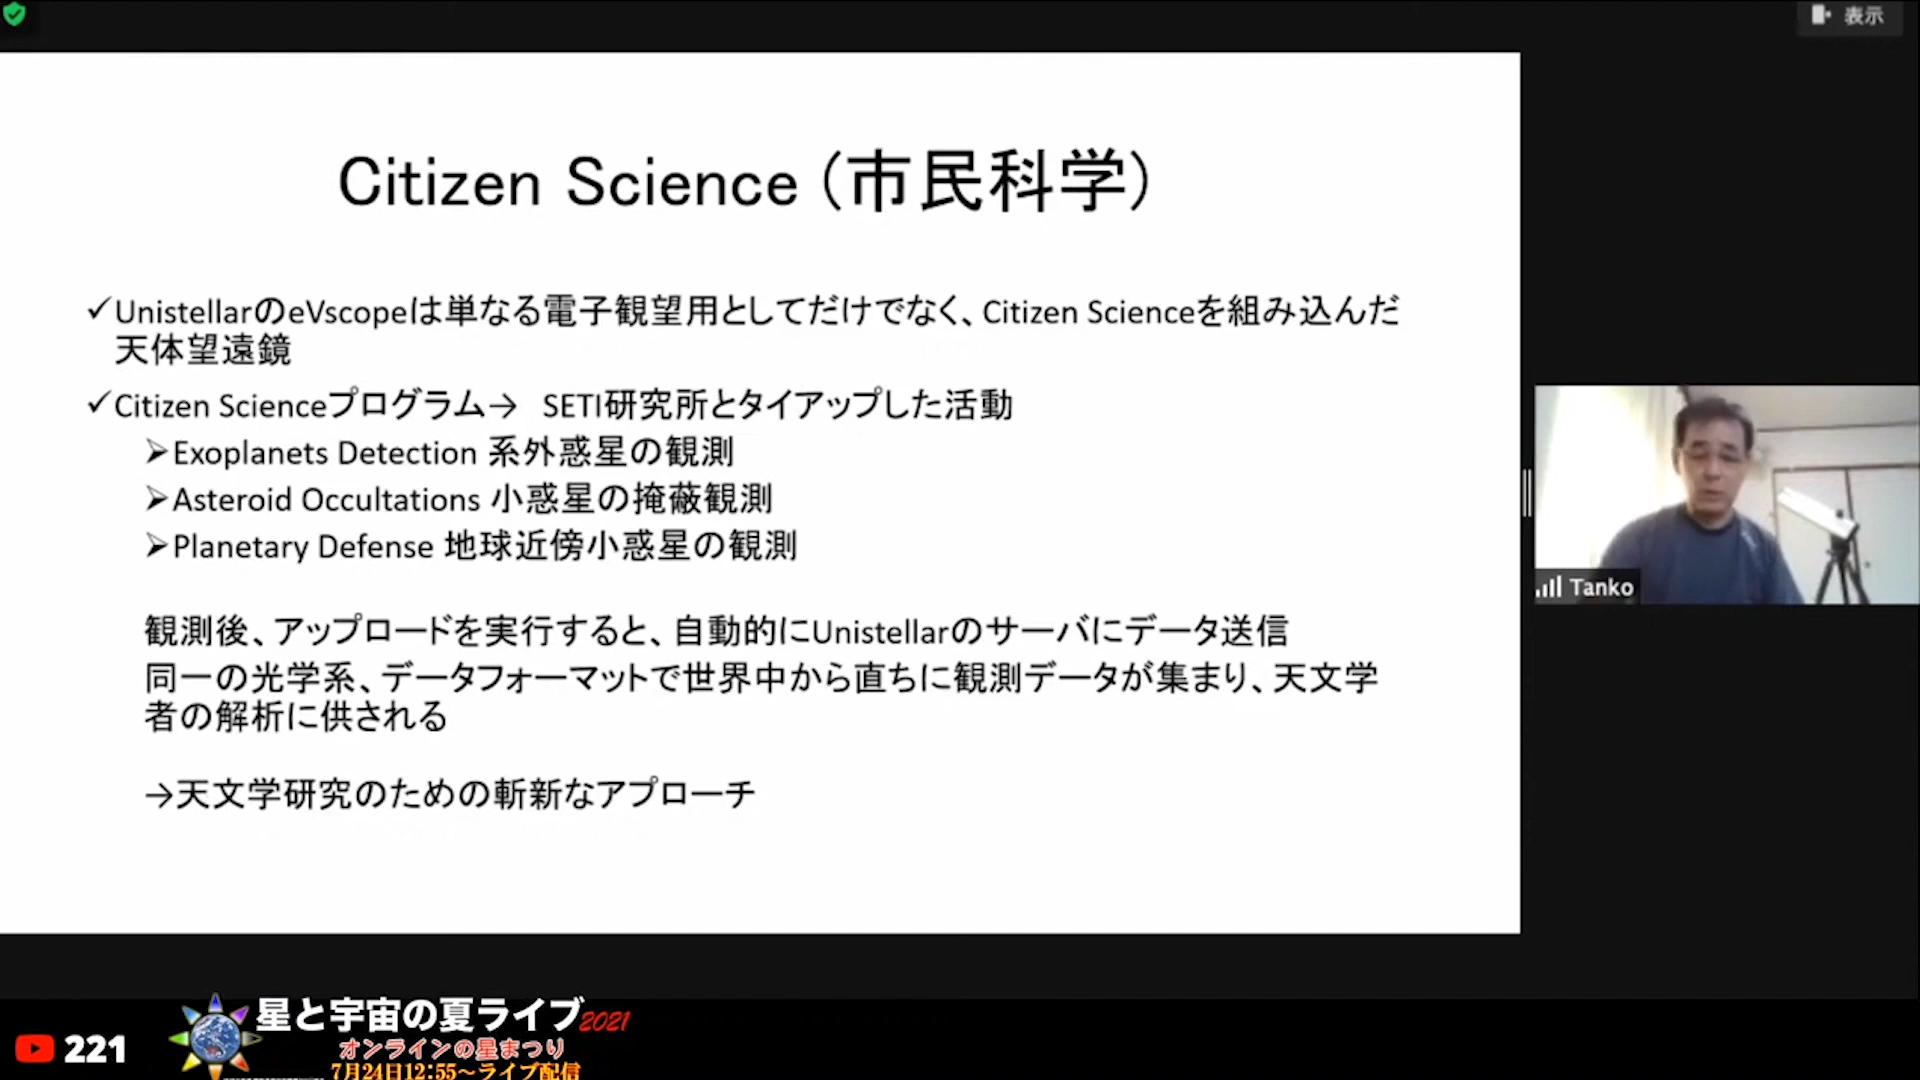 表示
Citizen Science (市民科学)
✓UnistellarのeVscopeは単なる電子観望用としてだけでなく、Citizen Scienceを組み込んだ
天体望遠鏡
✓Citizen Scienceプログラム→ SETI研究所とタイアップした活動
➢Exoplanets Detection 系外惑星の観測
➢Asteroid Occultations 小惑星の掩蔽観測
➢Planetary Defense 地球近傍小惑星の観測
観測後、アップロードを実行すると、自動的にUnistellarのサーバにデータ送信
同一の光学系、データフォーマットで世界中から直ちに観測データが集まり、天文学
者の解析に供される
→天文学研究のための斬新なアプローチ
Tanko
221
星と宇宙の夏ライブ2021
オンラインの星まつり
7月24日12:55〜ライブ配信